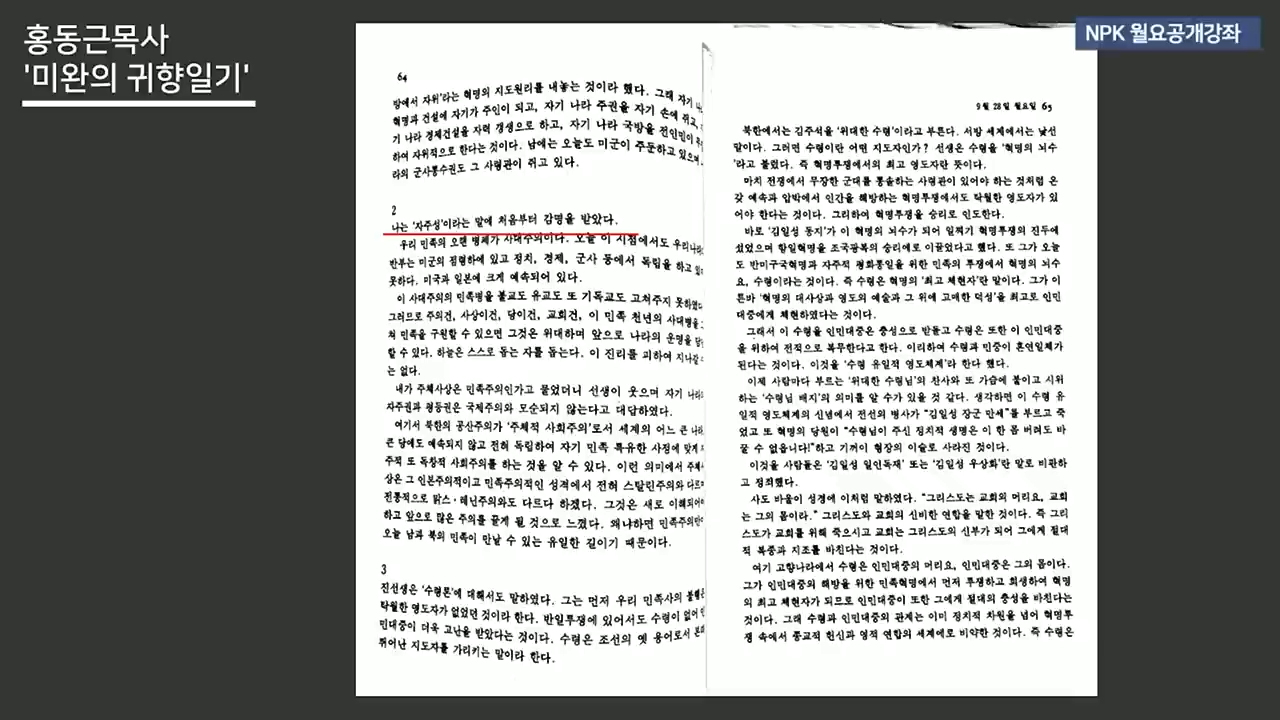 홍동근목사
'미완의 귀향일기'
NPK 월요공개강좌
64
방에서 자위'라는 혁명의 지도원리를 내놓는 것이라 했다. 그래 자기
혁명과 건설에 자기가 주인이 되고, 자기 나라 주권을 자기 손에 쥐고,
기 나라 경제건설을 자력 갱생으로 하고, 자기 나라 국방을 전인민이
하여 자위적으로 한다는 것이다. 남에는 오늘도 미군이 주둔하고 있으며
라의 군사통수권도 그 사령관이 쥐고 있다.
2
나는 '자주성'이라는 말에 처음부터 감명을 받았다.
우리 민족의 오랜 병폐가 사대주의이다. 오늘 이 시점에서도 우리나라
반부는 미군의 점령하에 있고 정치, 경제, 군사 등에서 독립을 하고
못하다. 미국과 일본에 크게 예속되어 있다.
이 사대주의의 민족병을 불교도 유교도 또 기독교도 고쳐주지 못하였다
그러므로 주의건, 사상이건, 당이건, 교회건, 이 민족 천년의 사대병을
쳐 민족을 구원할 수 있으면 그것은 위대하며 앞으로 나라의 운명을
할 수 있다. 하늘은 스스로 돕는 자를 돕는다. 이 진리를 피하여 지나갈
는 없다.
내가 주체사상은 민족주의인가고 물었더니 선생이 웃으며 자기 나라
자주권과 평등권은 국제주의와 모순되지 않는다고 대답하였다.
여기서 북한의 공산주의가 '주체적 사회주의'로서 세계의 어느 큰 나라
큰 당에도 예속되지 않고 전혀 독립하여 자기 민족 특유한 사정에 맞게
주적 또 독창적 사회주의를 하는 것을 알 수 있다. 이런 의미에서 주체
상은 그 인본주의적이고 민족주의적인 성격에서 전혀 스탈린주의와 다르며
전통적으로 맑스·레닌주의와도 다르다 하겠다. 그것은 새로 이해되어야
하고 앞으로 많은 주의를 끌게 될 것으로 느꼈다. 왜냐하면 민족주의만이
오늘 남과 북의 민족이 만날 수 있는 유일한 길이기 때문이다.
3
진선생은 '수령론'에 대해서도 말하였다. 그는 먼저 우리 민족사의 불행은
탁월한 영도자가 없었던 것이라 한다. 반일투쟁에 있어서도 수령이 없어
민대중이 더욱 고난을 받았다는 것이다. 수령은 조선의 옛 용어로서
뛰어난 지도자를 가리키는 말이라 한다.
9월 28일 월요일 65
북한에서는 김주석을 '위대한 수령'이라고 부른다. 서방 세계에서는 낯선
말이다. 그러면 수령이란 어떤 지도자인가? 선생은 수령을 '혁명의 뇌수
'라고 불렀다. 즉 혁명투쟁에서의 최고 영도자란 뜻이다.
마치 전쟁에서 무장한 군대를 통솔하는 사령관이 있어야 하는 것처럼 온
갖 예속과 압박에서 인간을 해방하는 혁명투쟁에서도 탁월한 영도자가 있
어야 한다는 것이다. 그리하여 혁명투쟁을 승리로 인도한다.
바로 '김일성 동지'가 이 혁명의 뇌수가 되어 일찌기 혁명투쟁의 진두에
섰었으며 항일혁명을 조국광복의 승리에로 이끌었다고 했다. 또 그가 오늘
도 반미구국혁명과 자주적 평화통일을 위한 민족의 투쟁에서 혁명의 뇌수
요, 수령이라는 것이다. 즉 수령은 혁명의 '최고 체현자'란 말이다. 그가 이
른바 '혁명의 대사상과 영도의 예술과 그 위에 고매한 덕성'을 최고로 인민
대중에게 체현하였다는 것이다.
그래서 이 수령을 인민대중은 충성으로 받들고 수령은 또한 이 인민대중
을 위하여 전적으로 복무한다고 한다. 이리하여 수령과 민중이 혼연일체가
된다는 것이다. 이것을 '수령 유일적 영도체계'라 한다 했다.
이제 사람마다 부르는 '위대한 수령님'의 찬사와 또 가슴에 붙이고 시위
하는 '수령님 배지'의 의미를 알 수가 있을 것 같다. 생각하면 이 수령 유
일적 영도체계의 신념에서 전선의 병사가 "김일성 장군 만세"를 부르고 죽
었고 또 혁명의 당원이 "수령님이 주신 정치적 생명은 이 한 몸 버려도 바
꿀 수 없읍니다!"하고 기꺼이 형장의 이슬로 사라진 것이다.
이것을 사람들은 '김일성 일인독재' 또는 '김일성 우상화'란 말로 비판하
고 정죄했다.
사도 바울이 성경에 이처럼 말하였다. "그리스도는 교회의 머리요, 교회
는 그의 몸이라." 그리스도와 교회의 신비한 연합을 말한 것이다. 즉 그리
스도가 교회를 위해 죽으시고 교회는 그리스도의 신부가 되어 그에게 절대
적 복종과 지조를 바친다는 것이다.
여기 고향나라에서 수령은 인민대중의 머리요, 인민대중은 그의 몸이다.
그가 인민대중의 해방을 위한 민족혁명에서 먼저 투쟁하고 희생하여 혁명
의 최고 체현자가 되므로 인민대중이 또한 그에게 절대의 충성을 바친다는
것이다. 그래 수령과 인민대중의 관계는 이미 정치적 차원을 넘어 혁명투
쟁 속에서 종교적 헌신과 영적 연합의 세계에로 비약한 것이다. 즉 수령은